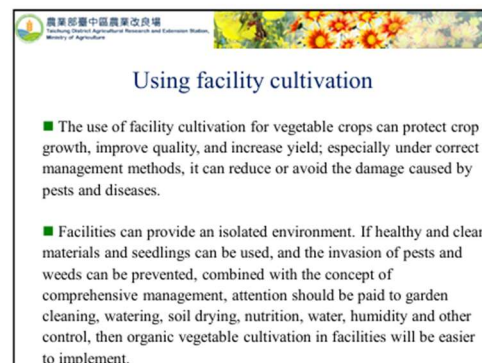 農業部臺中區農業改良場
Taichung District Agricultural Research and Extension Station,
Ministry of Agriculture
Using facility cultivation
■ The use of facility cultivation for vegetable crops can protect crop
growth, improve quality, and increase yield; especially under correct
management methods, it can reduce or avoid the damage caused by
pests and diseases.
■ Facilities can provide an isolated environment. If healthy and clean
materials and seedlings can be used, and the invasion of pests and
weeds can be prevented, combined with the concept of
comprehensive management, attention should be paid to garden
cleaning, watering, soil drying, nutrition, water, humidity and other
control, then organic vegetable cultivation in facilities will be easier
to implement.